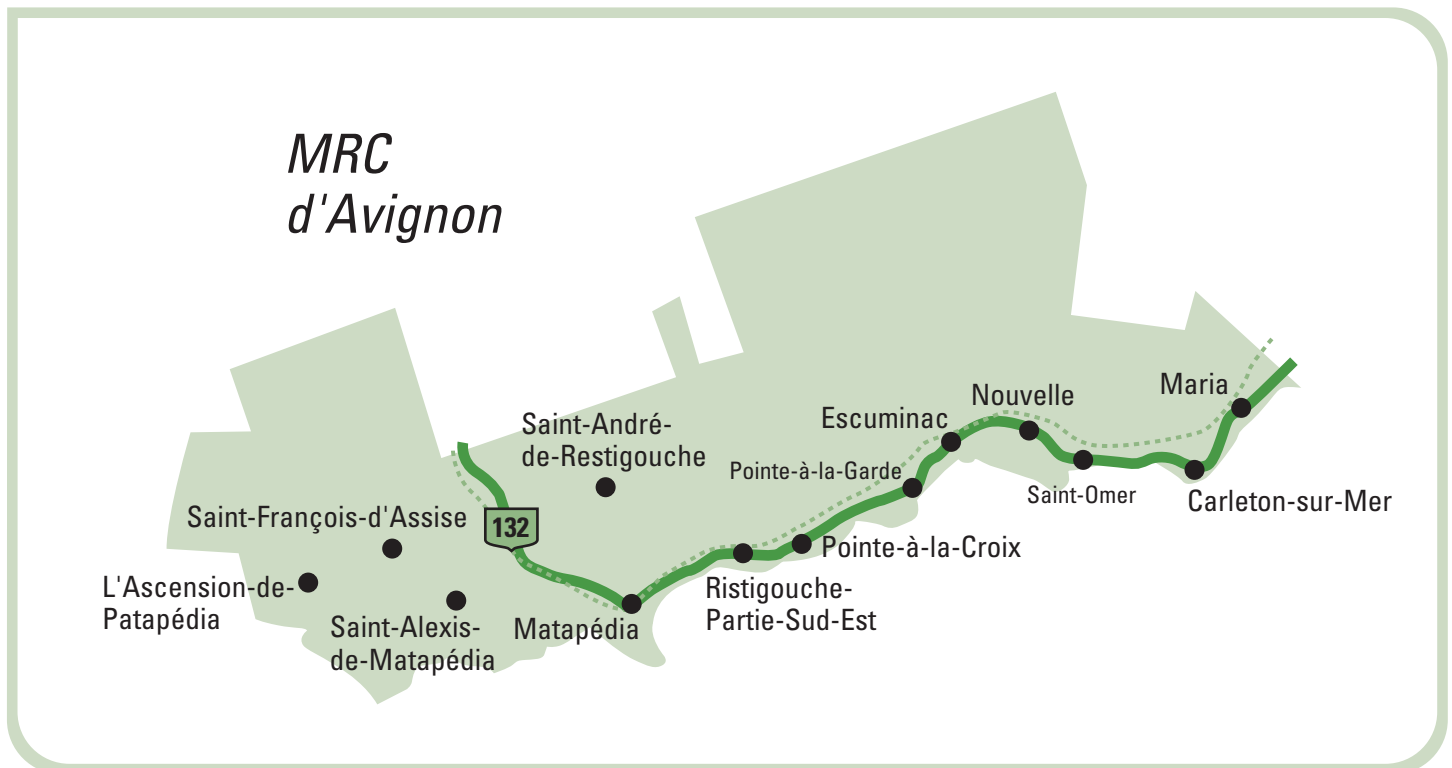 MRC
d'Avignon
Maria
Nouvelle
Escuminac
Saint-André-
de-Restigouche
Pointe-à-la-Garde
Saint-Omer
Carleton-sur-Mer
Saint-François-d'Assise
132
Pointe-à-la-Croix
L'Ascension-de-
Patapédia
Ristigouche-
Partie-Sud-Est
Saint-Alexis-
de-Matapédia
Matapédia